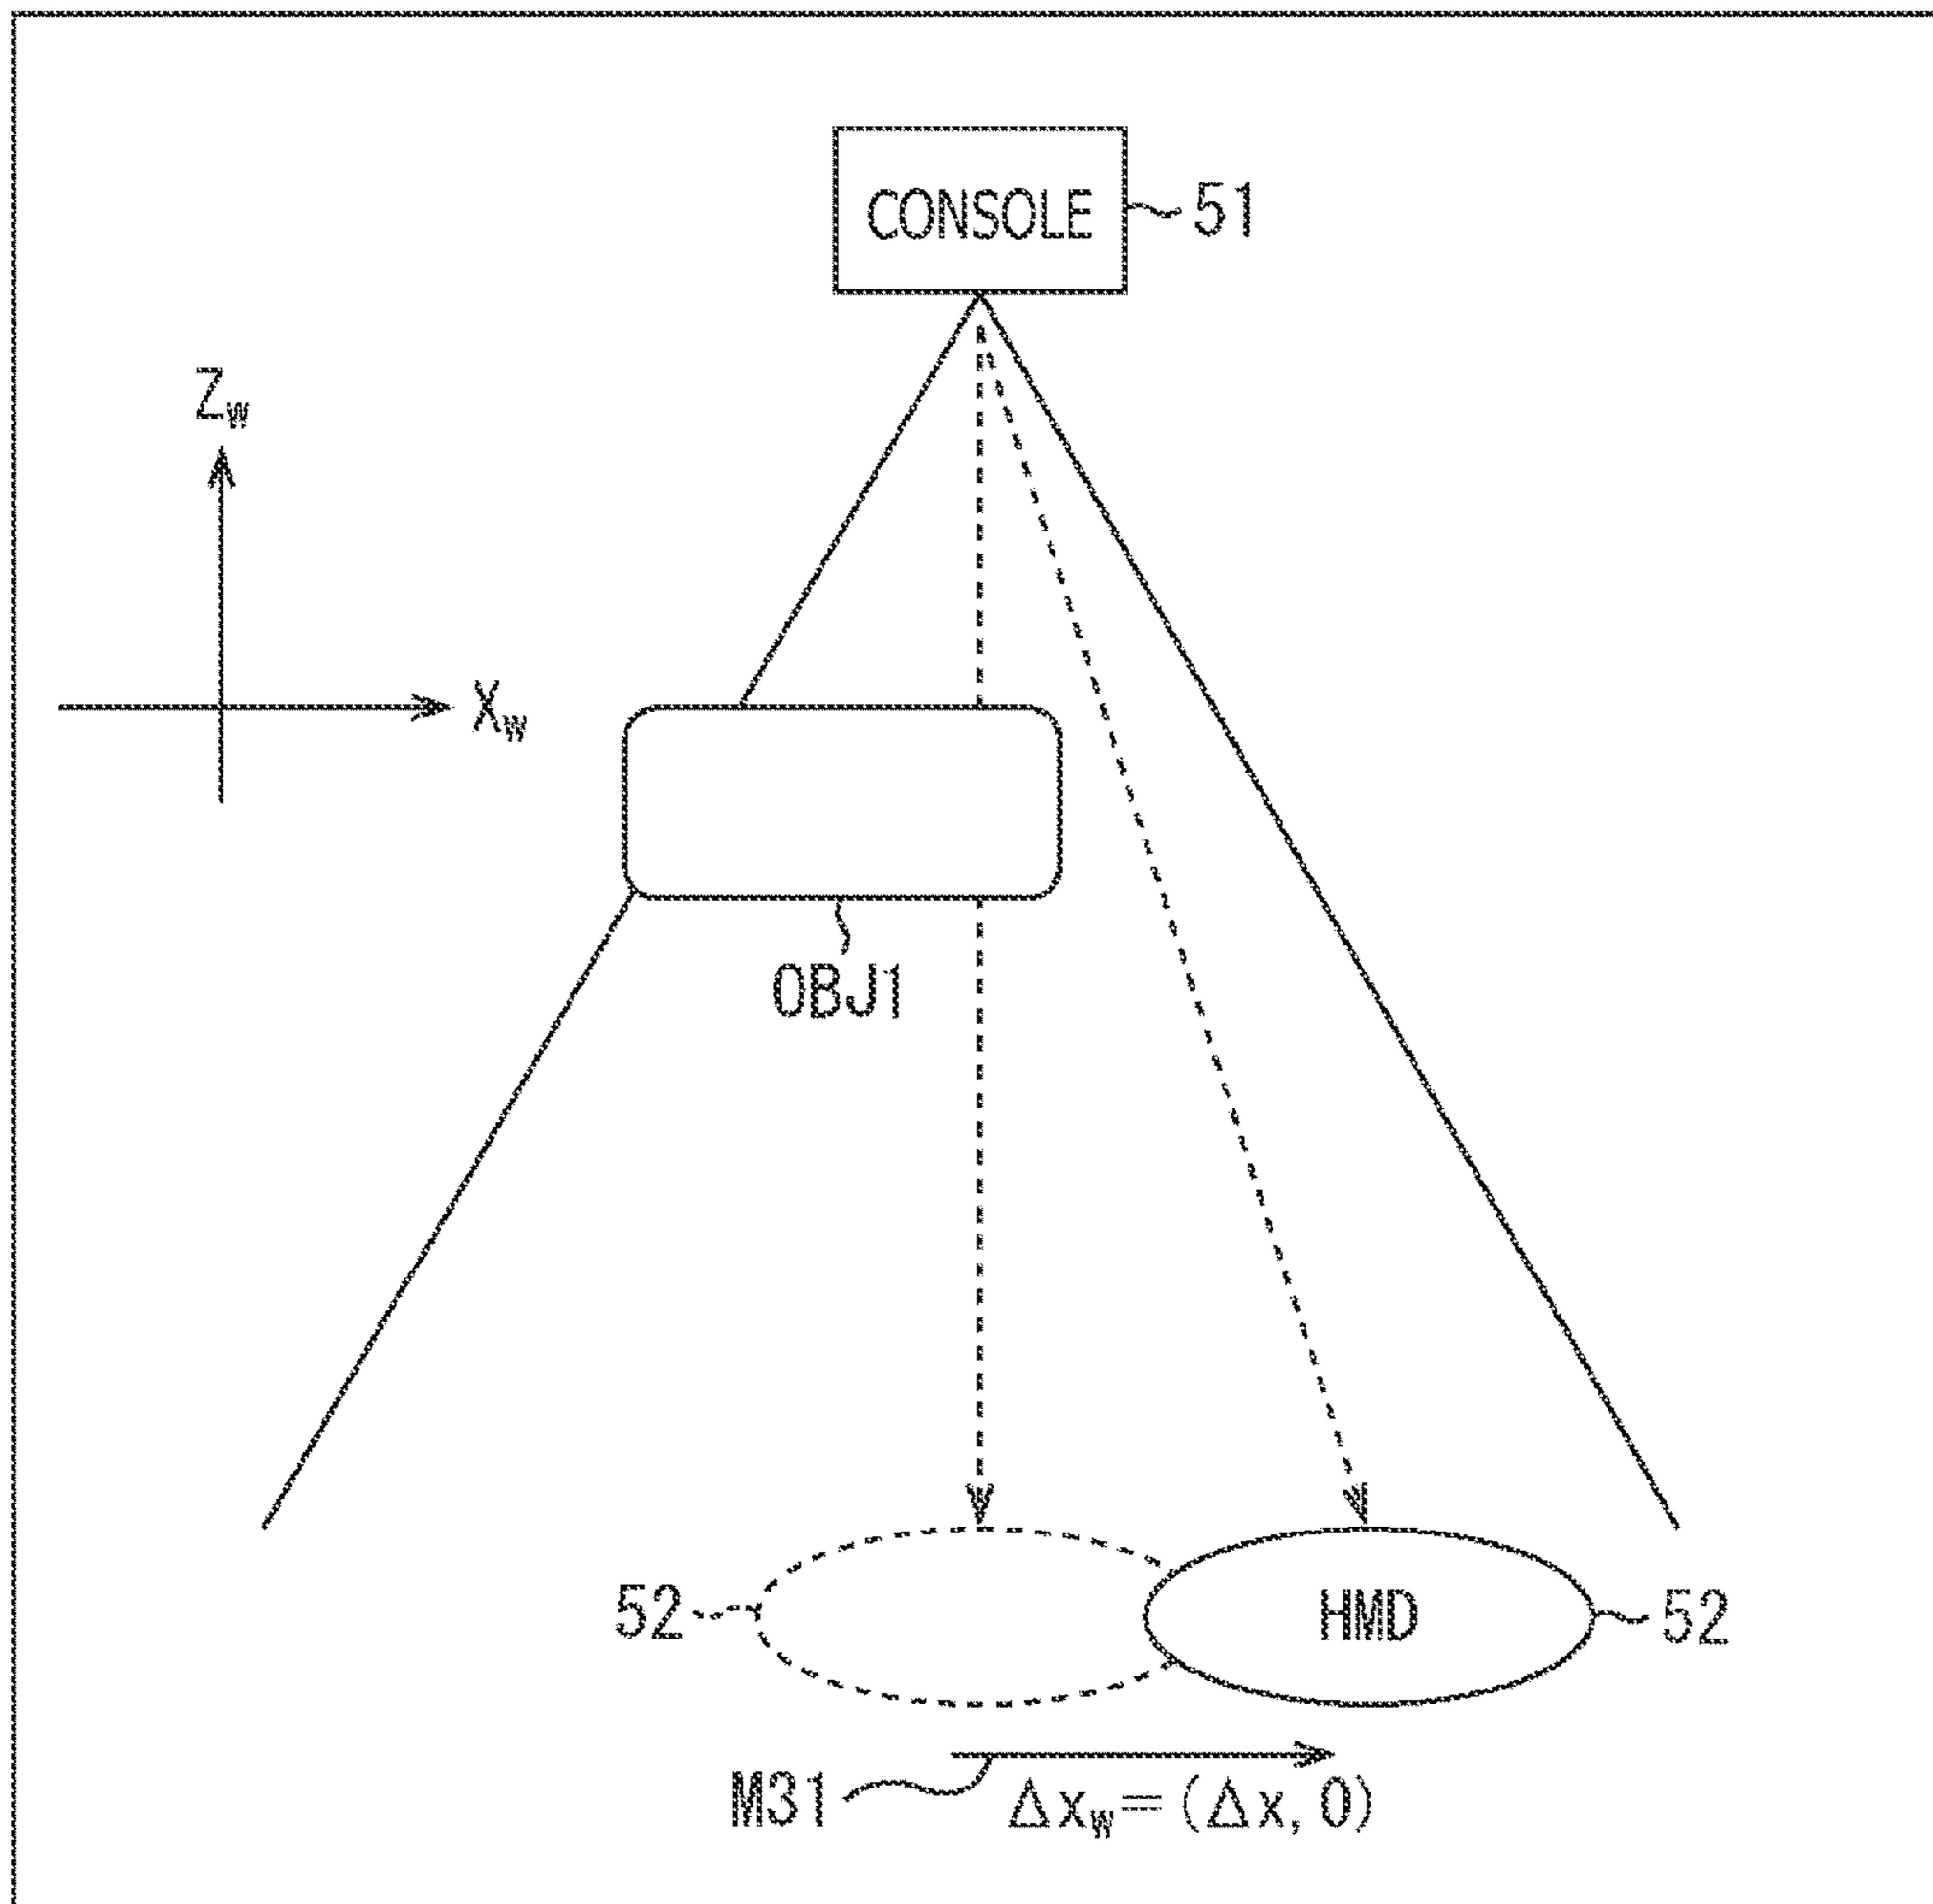 CONSOLE 51
Zw
Xw
OBJ1
52 HMD 52
M31 Δxw=(Δx, 0)